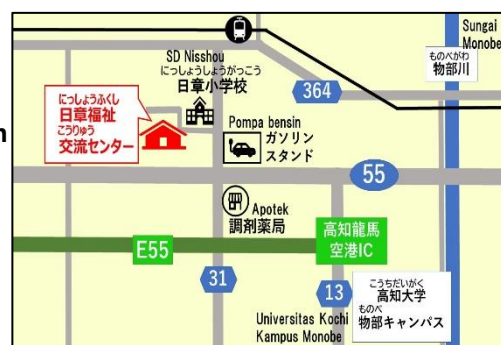 SD Nisshou
にっしょうしょうがっこう
日章小学校
にっしょうふくし
日章福祉
こうりゅう
交流センター
Pompa bensin
ガソリン
スタンド
364
Sungai
Monobe
ものべがわ
物部川
55
Apotek
調剤薬局
E55
高知龍馬
空港IC
31
13
こうちだいがく
高知大学
ものべ
物部キャンパス
Universitas Kochi
Kampus Monobe